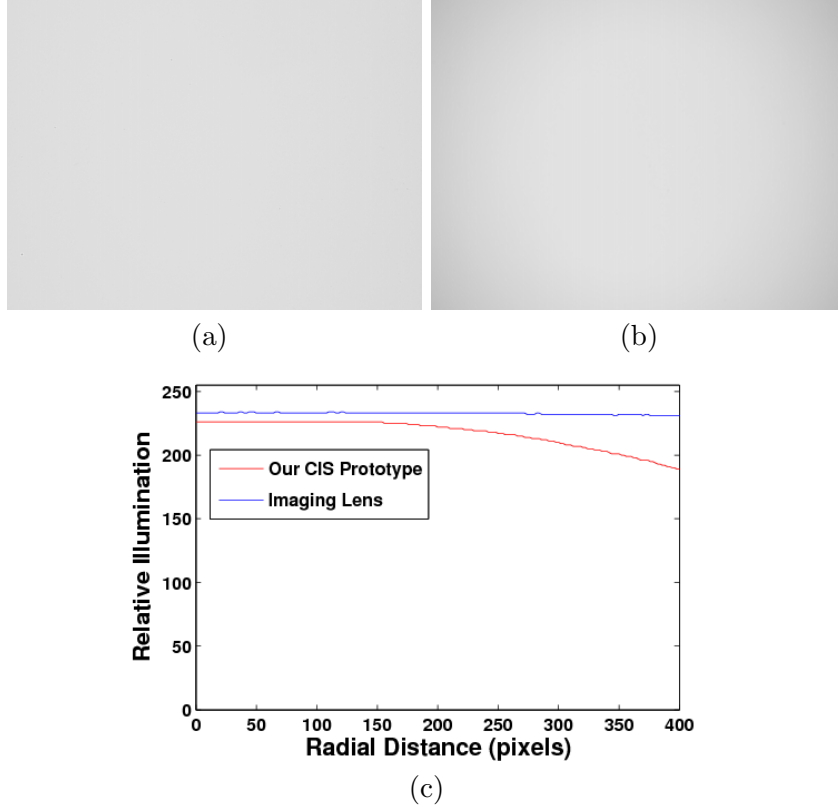 (a)
(b)
250
200
150
100
50
0
Relative Illumination
Our CIS Prototype
Imaging Lens
0 50 100 150 200 250 300 350 400
Radial Distance (pixels)
(c)